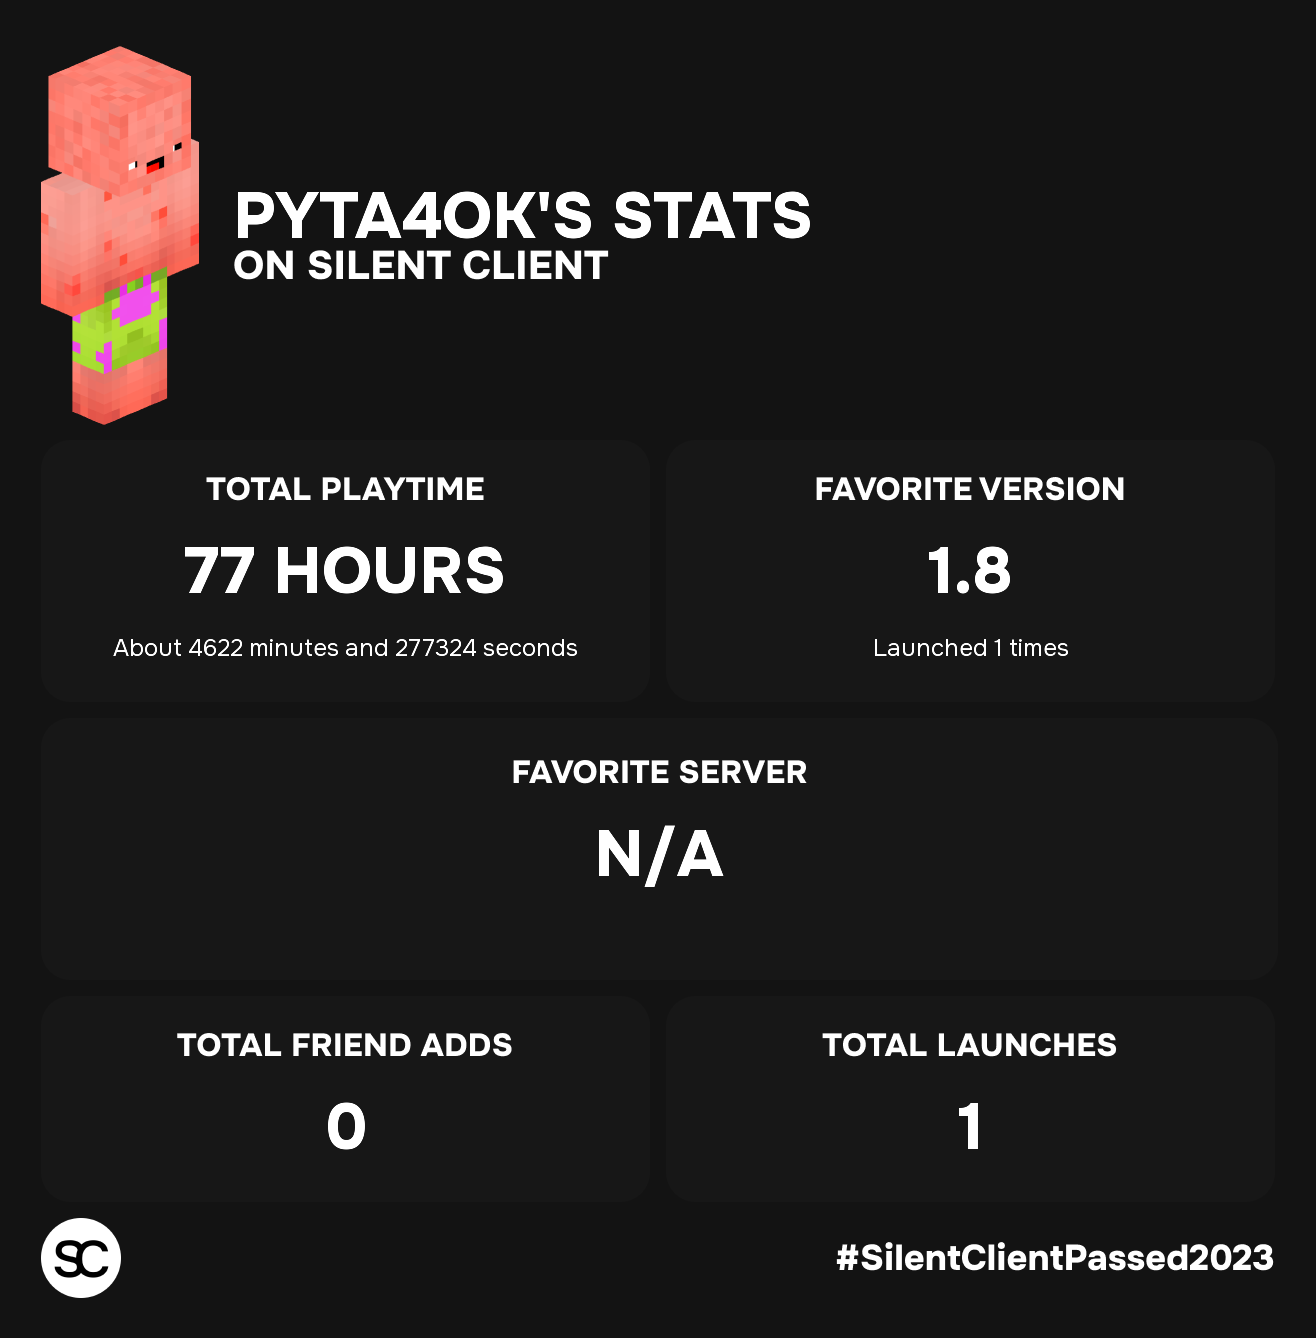 PYTA4OK'S STATS
ON SILENT CLIENT
TOTAL PLAYTIME
77 HOURS
About 4622 minutes and 277324 seconds
FAVORITE VERSION
1.8
Launched 1 times
FAVORITE SERVER
N/A
TOTAL FRIEND ADDS
0
TOTAL LAUNCHES
1
SC
#SilentClientPassed2023